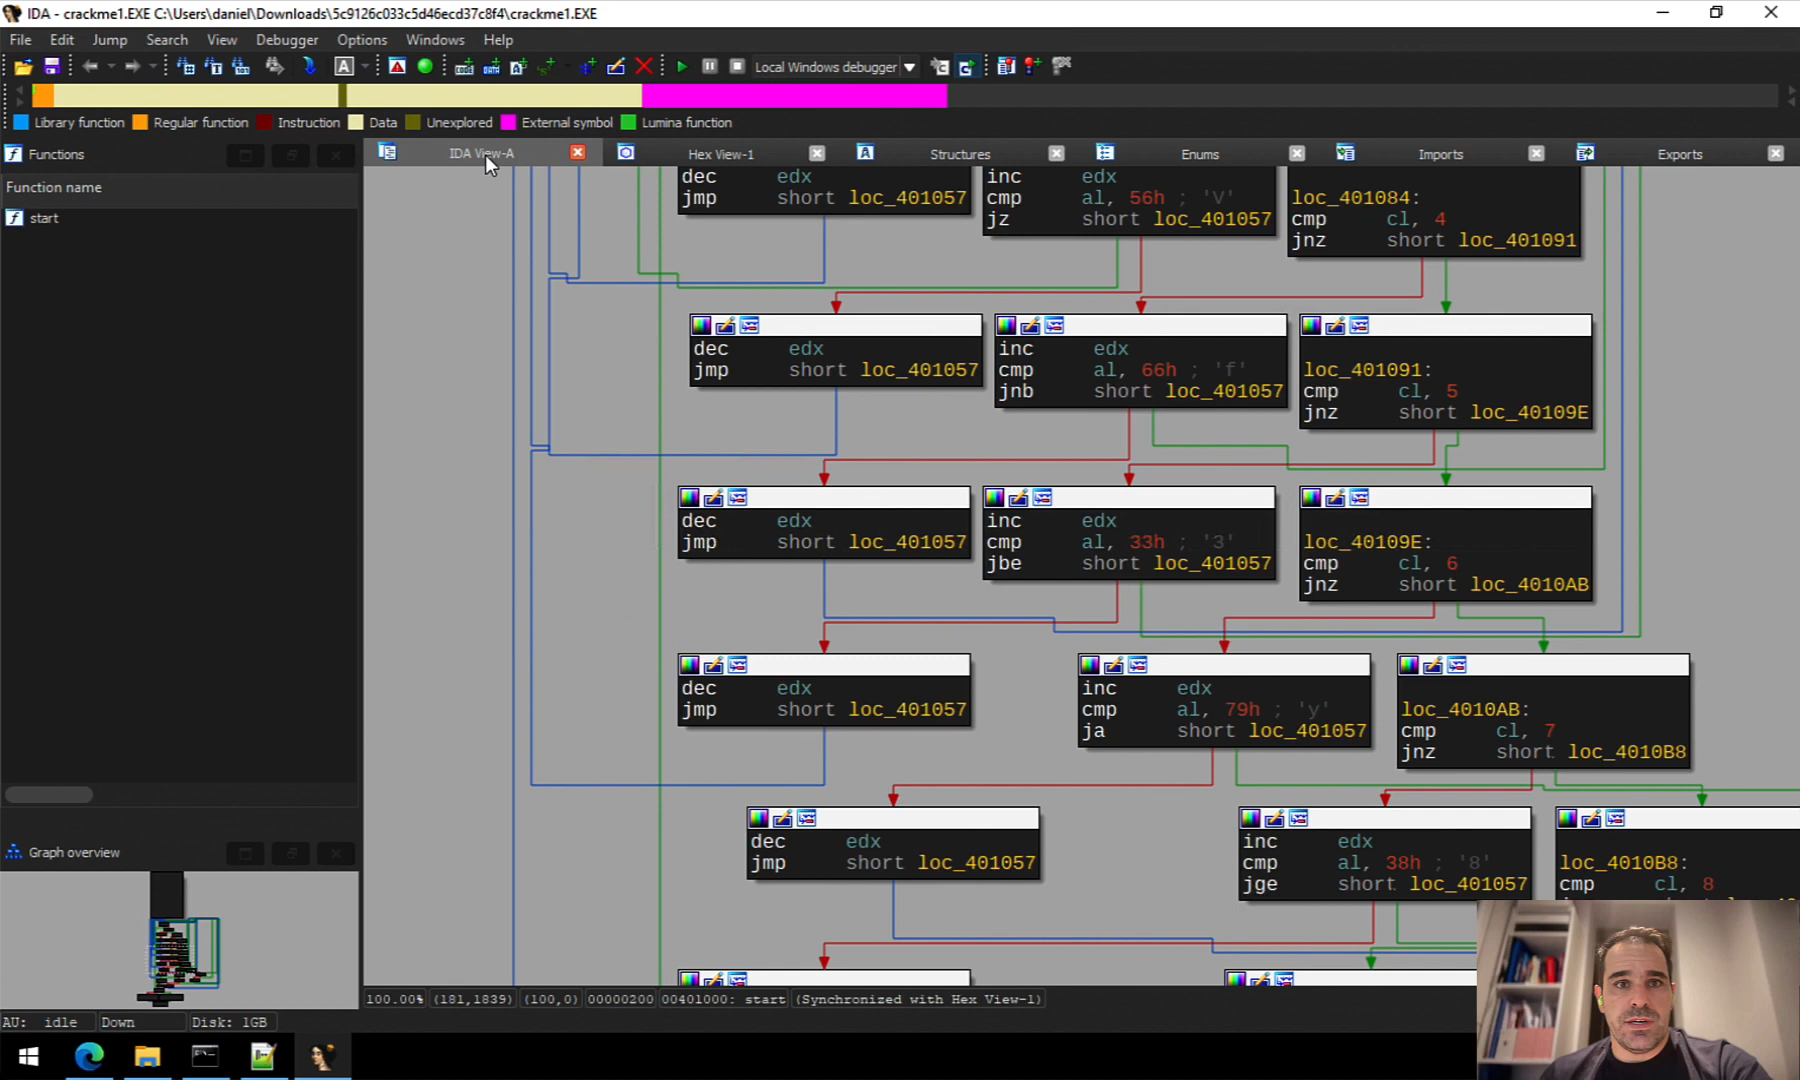 IDA - crackme1.EXE C:\Users\daniel\Downloads\5c9126c033c5d46ecd37c8f4\crackme1.EXE
File Edit Jump Search View Debugger Options Windows Help
Local Windows debugger
Library function Regular function Instruction Data Unexplored External symbol Lumina function
Functions
IDA View-A Hex View-1 Structures Enums Imports Exports
Function name
start
dec edx
jmp short loc_401057
inc edx
cmp al, 56h ; 'V'
jz short loc_401057
loc_401084:
cmp cl, 4
jnz short loc_401091
dec edx
jmp short loc_401057
inc edx
cmp al, 66h ; 'f'
jnb short loc_401057
loc_401091:
cmp cl, 5
jnz short loc_40109E
dec edx
jmp short loc_401057
inc edx
cmp al, 33h ; '3'
jbe short loc_401057
loc_40109E:
cmp cl, 6
jnz short loc_4010AB
dec edx
jmp short loc_401057
inc edx
cmp al, 79h ; 'y'
ja short loc_401057
loc_4010AB:
cmp cl, 7
jnz short loc_4010B8
dec edx
jmp short loc_401057
inc edx
cmp al, 38h ; '8'
jge short loc_401057
loc_4010B8:
cmp cl, 8
Graph overview
100.00% (181,1839) (100,0) 00000200 00401000: start (Synchronized with Hex View-1)
AU: idle Down Disk: 1GB